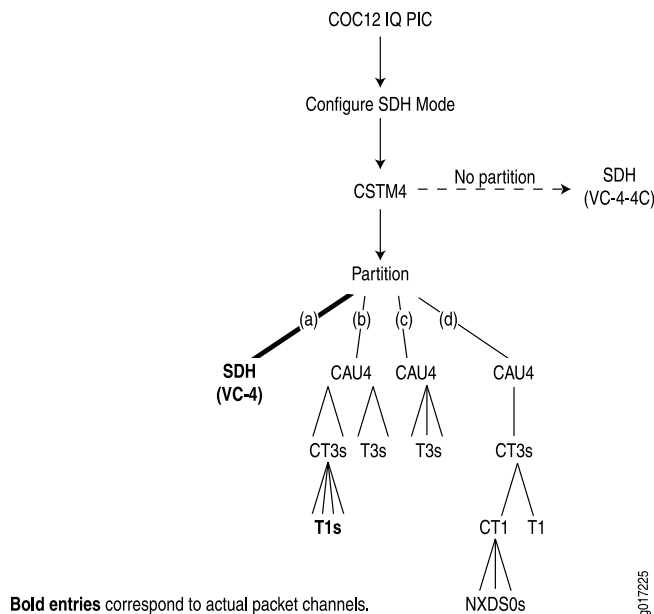 COC12 IQ PIC
Configure SDH Mode
CSTM4
No partition
SDH
(VC-4-4C)
Partition
(a)
(b)
(c)
(d)
SDH
(VC-4)
CAU4
CAU4
CAU4
CT3s
T3s
T3s
CT3s
T1s
CT1
T1
NXDS0s
Bold entries correspond to actual packet channels.
g017225